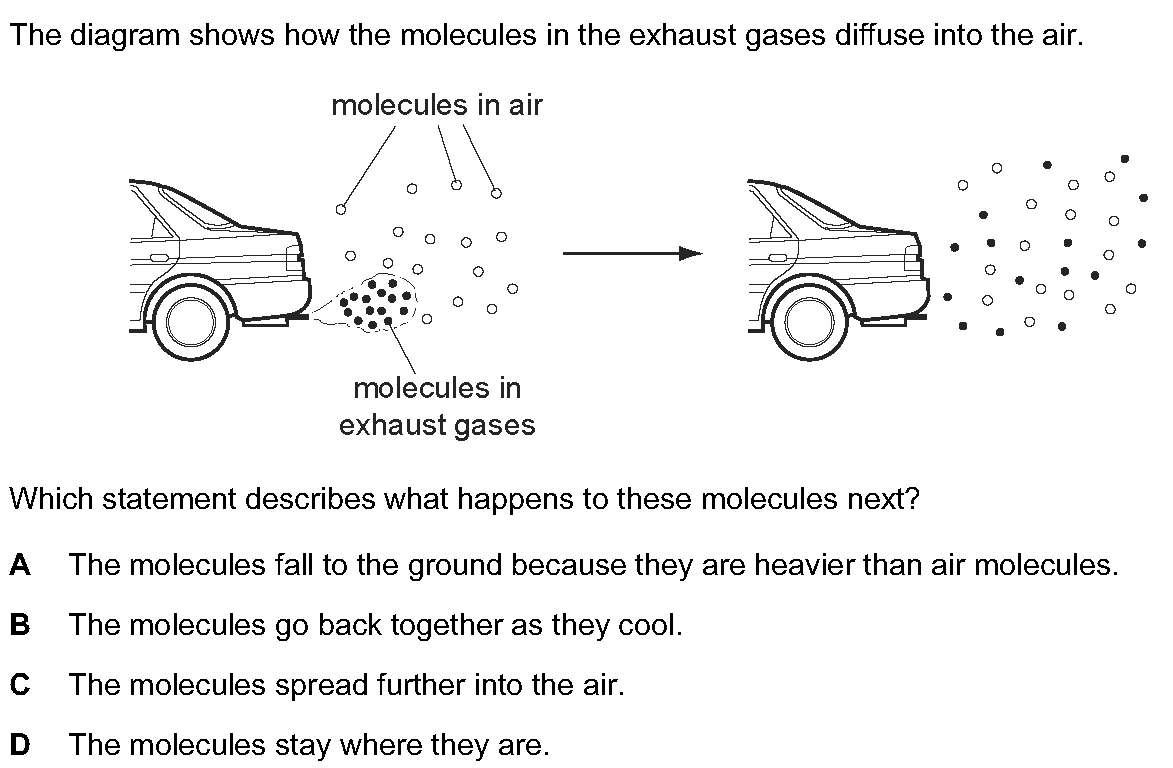 The diagram shows how the molecules in the exhaust gases diffuse into the air.
molecules in air
molecules in
exhaust gases
Which statement describes what happens to these molecules next?
A The molecules fall to the ground because they are heavier than air molecules.
B The molecules go back together as they cool.
C The molecules spread further into the air.
D The molecules stay where they are.